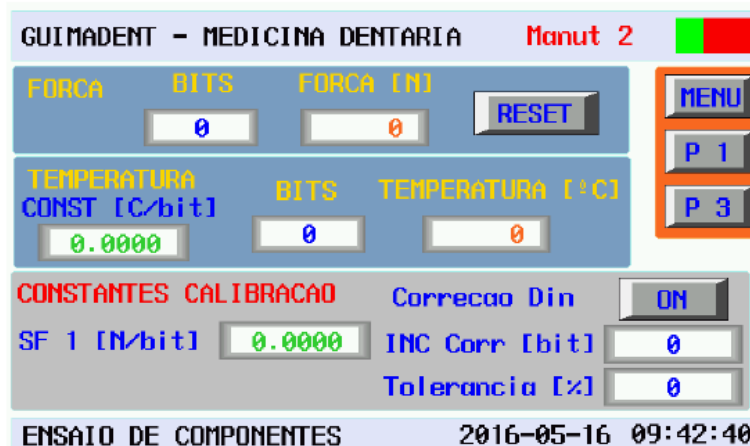 GUIMADENT - MEDICINA DENTARIA Manut 2
FORCA BITS FORCA [N]
0 0 RESET
MENU
P 1
P 3
TEMPERATURA
CONST [C/bit] BITS TEMPERATURA [ºC]
0.0000 0 0
CONSTANTES CALIBRACAO Correcao Din ON
SF 1 [N/bit] 0.0000 INC Corr [bit] 0
Tolerancia [%] 0
ENSAIO DE COMPONENTES 2016-05-16 09:42:40